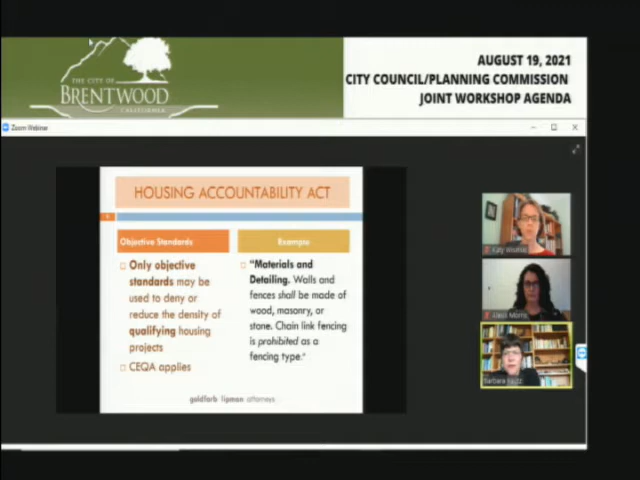 THE CITY OF
BRENTWOOD
CALIFORNIA
AUGUST 19, 2021
CITY COUNCIL/PLANNING COMMISSION
JOINT WORKSHOP AGENDA
Zoom Webinar
HOUSING ACCOUNTABILITY ACT
Objective Standards
Only objective
standards may be
used to deny or
reduce the density of
qualifying housing
projects
CEQA applies
Example
"Materials and
Detailing. Walls and
fences shall be made of
wood, masonry, or
stone. Chain link fencing
is prohibited as a
fencing type."
goldfarb lipman attorneys
Barbara